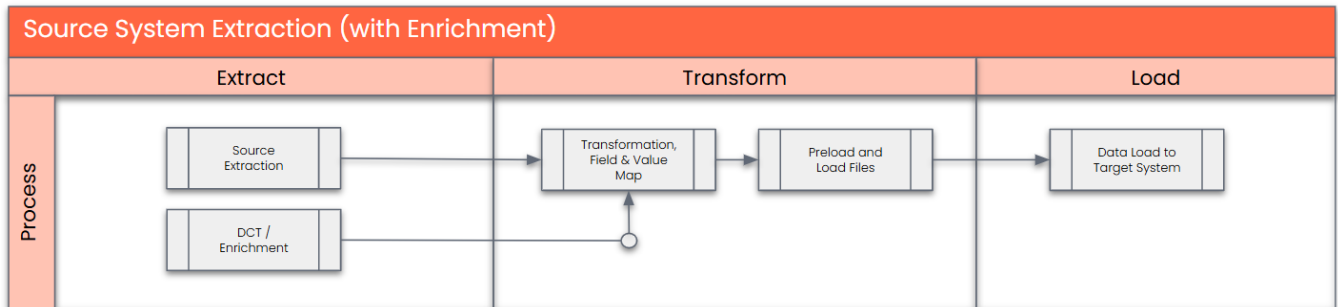 Source System Extraction (with Enrichment)
Extract
Transform
Load
Process
Source
Extraction
Transformation,
Field & Value
Map
Preload and
Load Files
Data Load to
Target System
DCT /
Enrichment